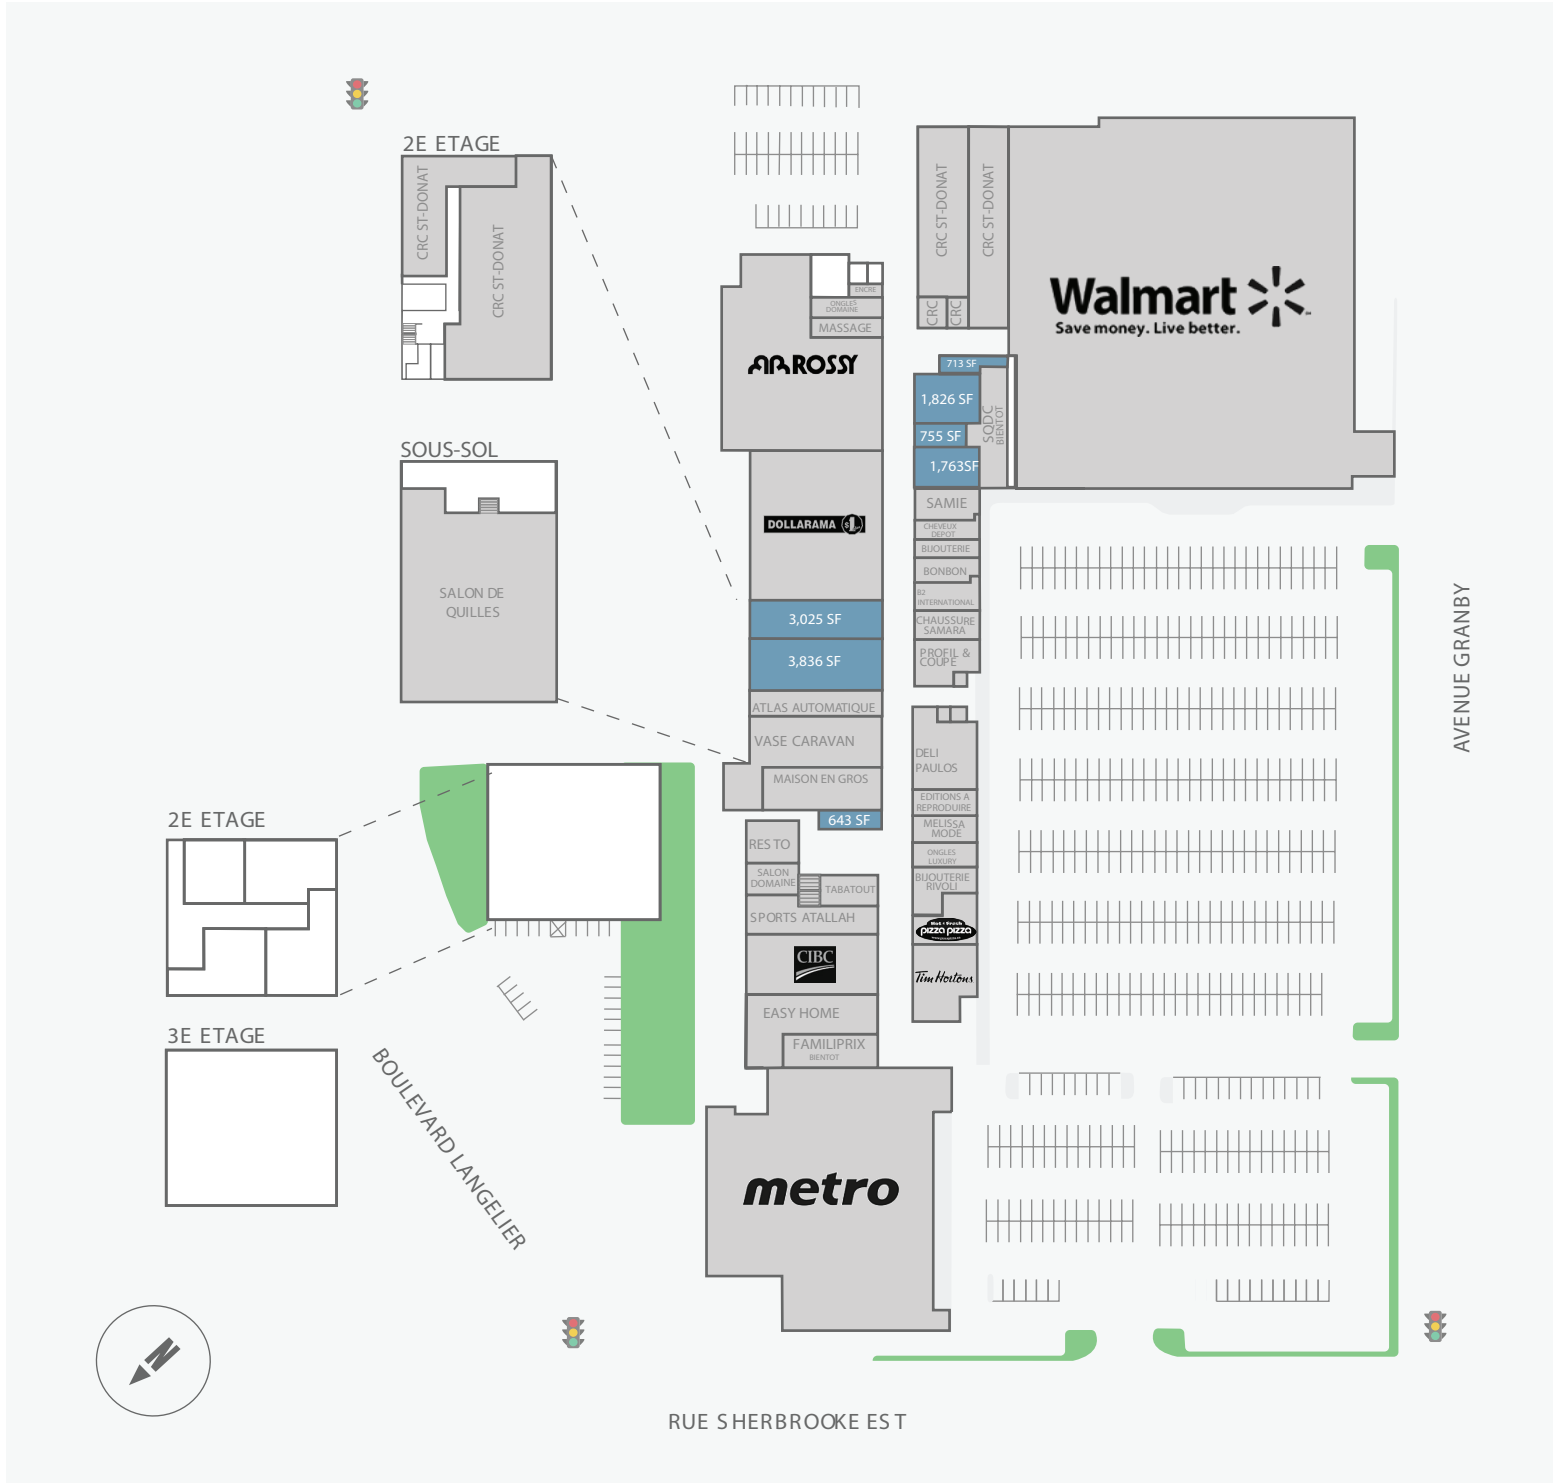 2E ETAGE
CRC ST-DONAT
CRC ST-DONAT
CRC ST-DONAT
CRC ST-DONAT
CRC
CRC
Walmart
Save money. Live better.
ENCRE
ONGLES
DOMAINE
MASSAGE
ROSSY
713 SF
1,826 SF
755 SF
1,763SF
SQDC
BIENTOT
SOUS-SOL
SALON DE
QUILLES
DOLLARAMA $1
SAMIE
CHEVEUX
DEPOT
BIJOUTERIE
BONBON
B2
INTERNATIONAL
CHAUSSURE
SAMARA
PROFIL &
COUPE
3,025 SF
3,836 SF
ATLAS AUTOMATIQUE
VASE CARAVAN
MAISON EN GROS
643 SF
AVENUE GRANBY
DELI
PAULOS
EDITIONS A
REPRODUIRE
MELISSA
MODE
ONGLES
LUXURY
BIJOUTERIE
RIVOLI
Hot + Fresh
pizza pizza
Tim Hortons
2E ETAGE
3E ETAGE
RESTO
SALON
DOMAINE
TABATOUT
SPORTS ATALLAH
CIBC
EASY HOME
FAMILIPRIX
BIENTOT
metro
BOULEVARD LANGELIER
N
RUE SHERBROOKE EST